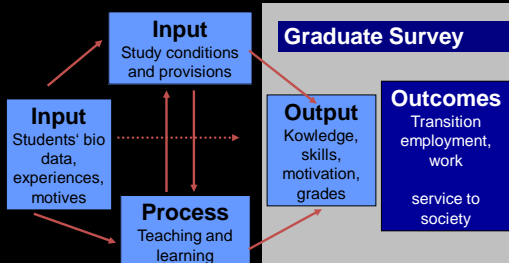 Input
Study conditions
and provisions
Graduate Survey
Input
Students' bio
data,
experiences,
motives
Output
Kowledge,
skills,
motivation,
grades
Outcomes
Transition
employment,
work
service to
society
Process
Teaching and
learning